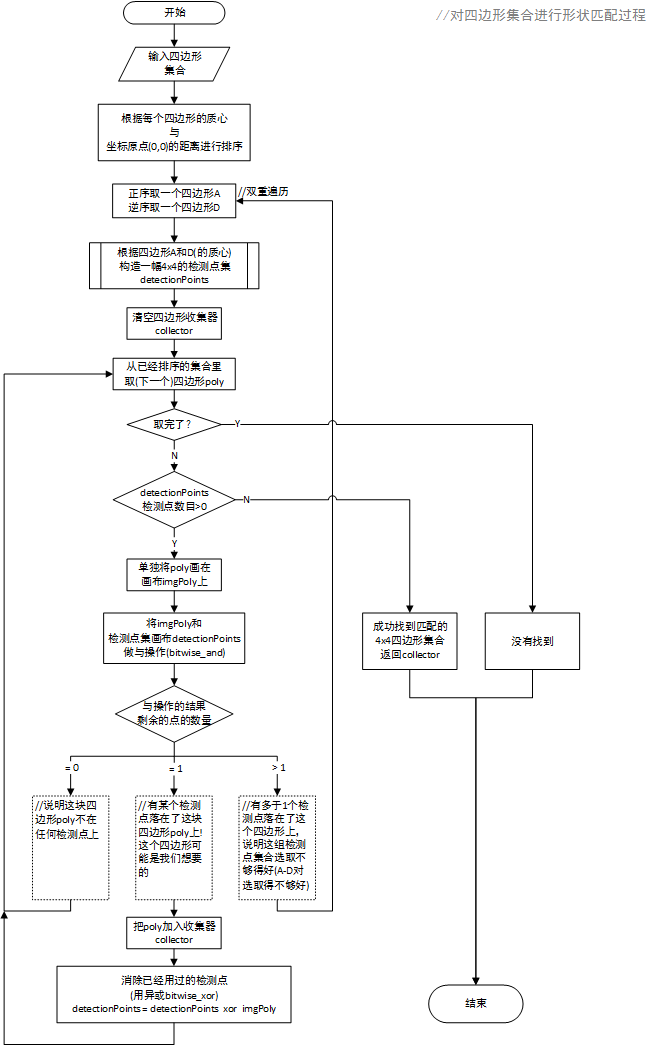 //对四边形集合进行形状匹配过程
开始
输入四边形
集合
根据每个四边形的质心
与
坐标原点(0,0)的距离进行排序
正序取一个四边形A
逆序取一个四边形D
//双重遍历
根据四边形A和D(的质心)
构造一幅4x4的检测点集
detectionPoints
清空四边形收集器
collector
从已经排序的集合里
取(下一个)四边形poly
取完了?
Y
N
detectionPoints
检测点数目>0
N
Y
单独将poly画在
画布imgPoly上
将imgPoly和
检测点集画布detectionPoints
做与操作(bitwise_and)
成功找到匹配的
4x4四边形集合
返回collector
没有找到
与操作的结果
剩余的点的数量
= 0
= 1
> 1
//说明这块四
边形poly不在
任何检测点上
//有某个检测
点落在了这块
四边形poly上!
这个四边形可
能是我们想要
的
//有多于1个检
测点落在了这
个四边形上,
说明这组检测
点集合选取不
够得好(A-D对
选取得不够好)
把poly加入收集器
collector
消除已经用过的检测点
(用异或bitwise_xor)
detectionPoints= detectionPoints xor imgPoly
结束